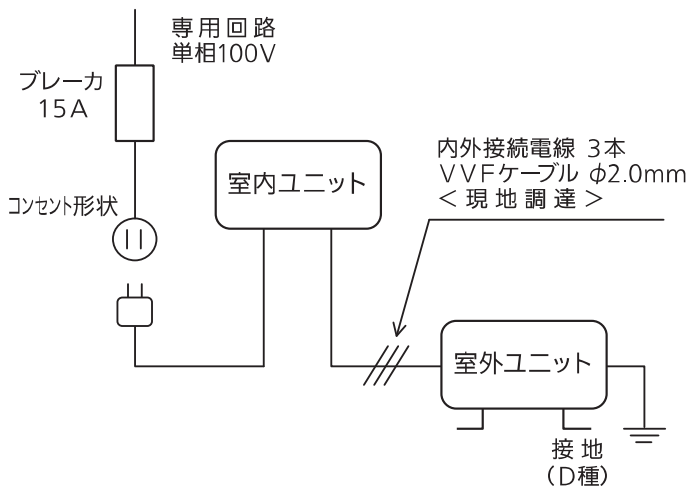 専用回路
単相100V
ブレーカ
15A
コンセント形状
室内ユニット
内外接続電線 3本
VVFケーブル φ2.0mm
<現地調達>
室外ユニット
接地
(D種)